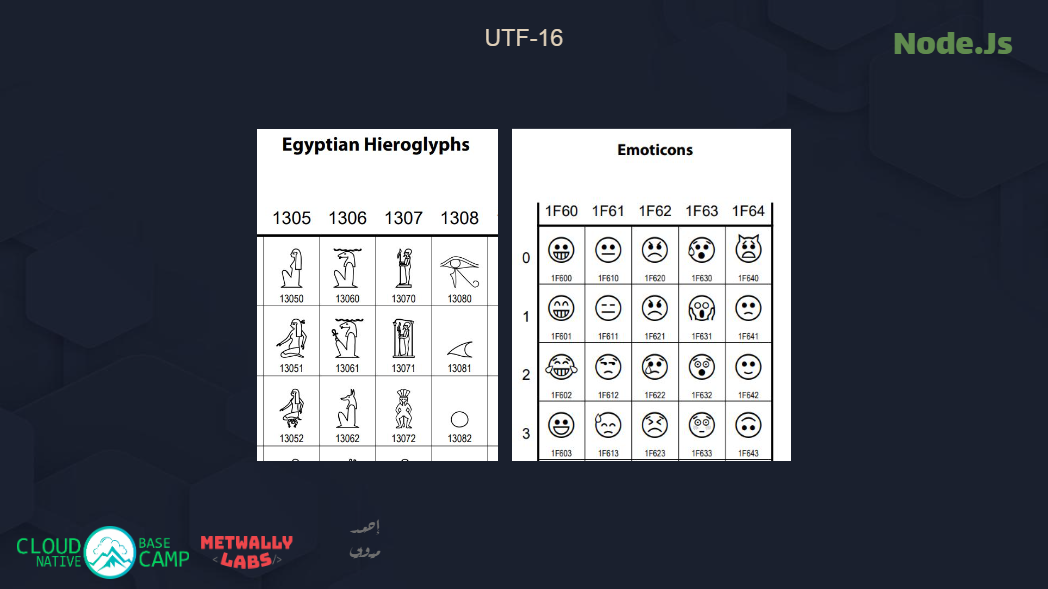 UTF-16
Node.Js
Egyptian Hieroglyphs
1305 1306 1307 1308
13050 13060 13070 13080
13051 13061 13071 13081
13052 13062 13072 13082
Emoticons
1F60 1F61 1F62 1F63 1F64
0
1F600 1F610 1F620 1F630 1F640
1
1F601 1F611 1F621 1F631 1F641
2
1F602 1F612 1F622 1F632 1F642
3
1F603 1F613 1F623 1F633 1F643
CLOUD NATIVE
BASE CAMP
METWALLY
<LABS/>
احمد